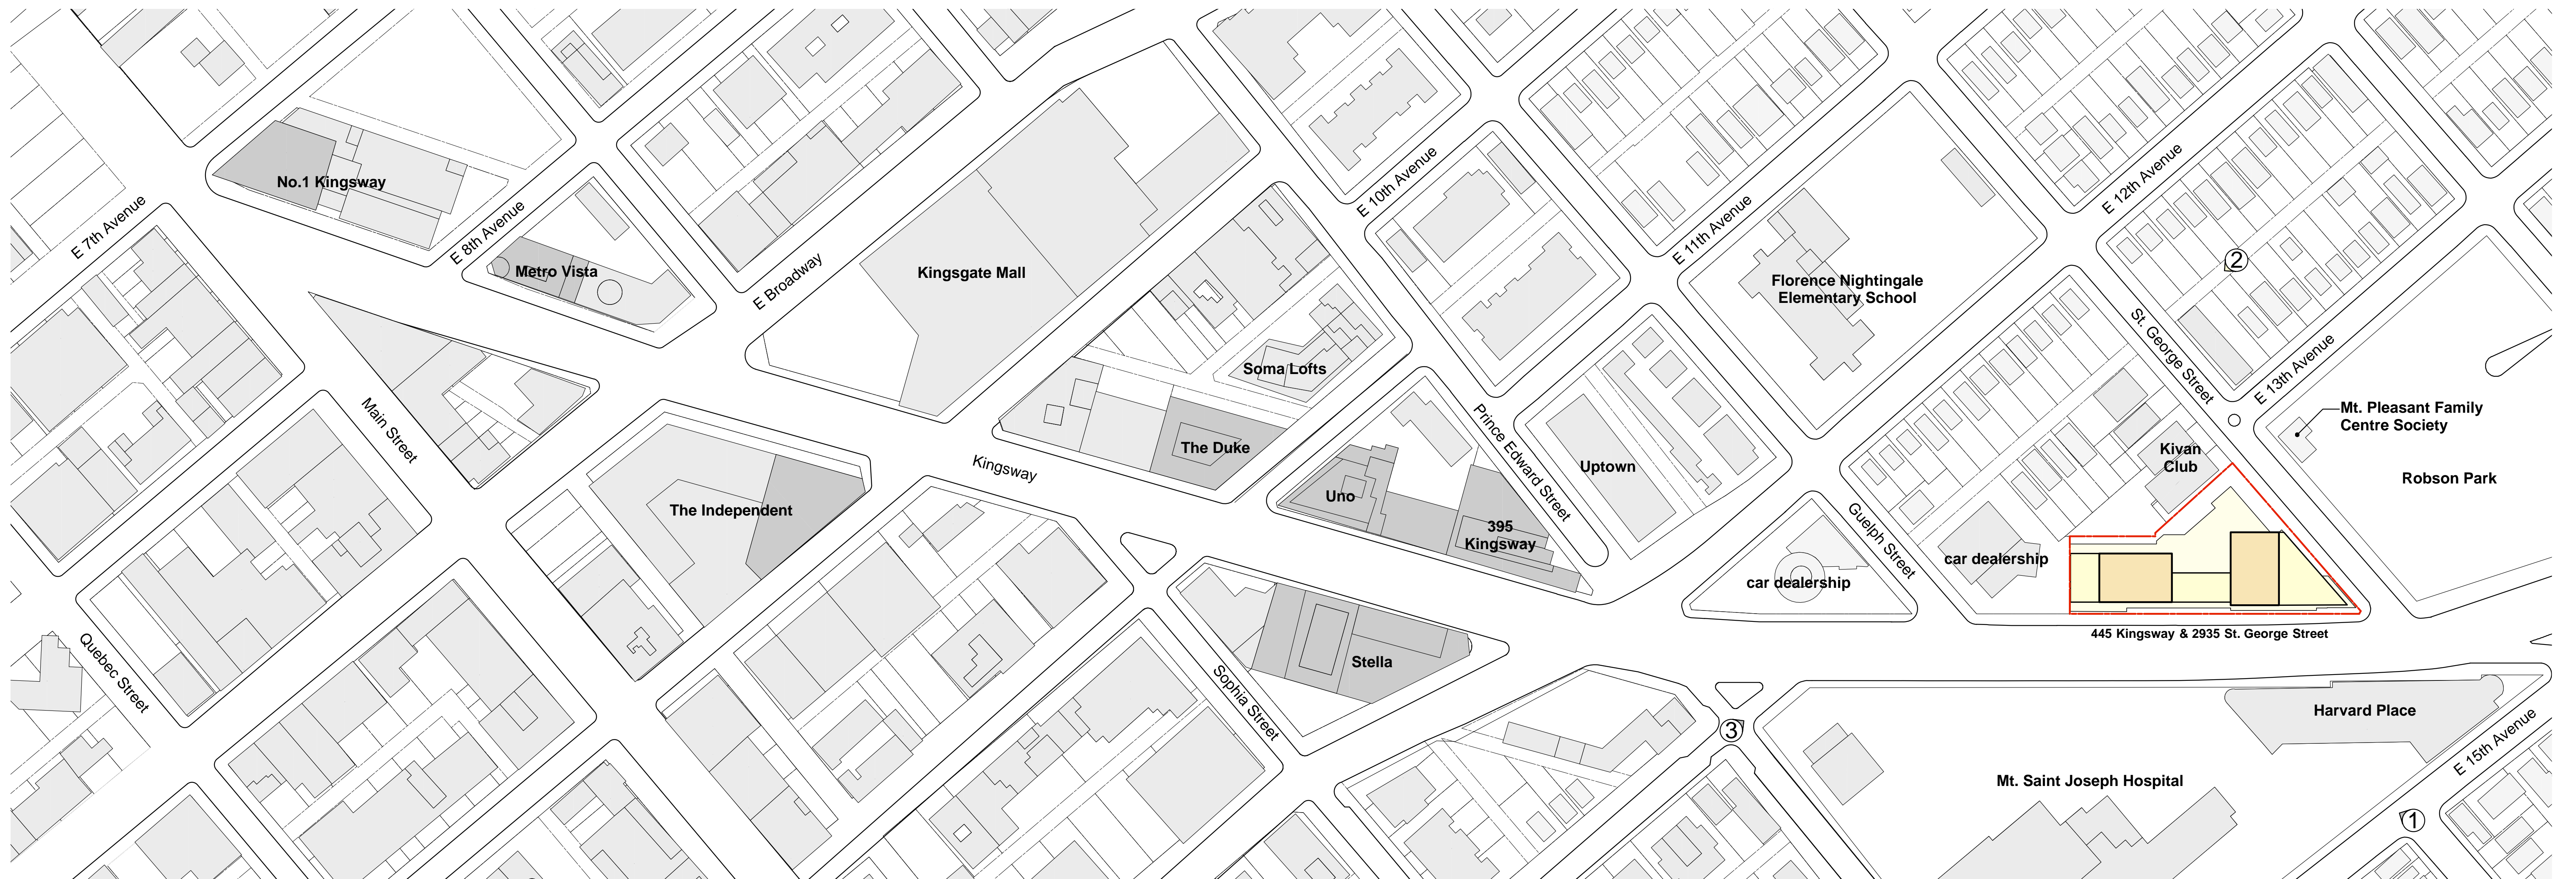 E 10th Avenue
E 12th Avenue
E 11th Avenue
No.1 Kingsway
E 7th Avenue
E 8th Avenue
Metro Vista
E Broadway
Kingsgate Mall
Florence Nightingale
Elementary School
2
St. George Street
E 13th Avenue
Soma Lofts
Main Street
Mt. Pleasant Family
Centre Society
The Duke
Kingsway
Prince Edward Street
Uptown
Kivan
Club
Robson Park
Uno
The Independent
395
Kingsway
Guelph Street
car dealership
car dealership
445 Kingsway & 2935 St. George Street
Quebec Street
Stella
Sophia Street
3
Harvard Place
E 15th Avenue
Mt. Saint Joseph Hospital
1